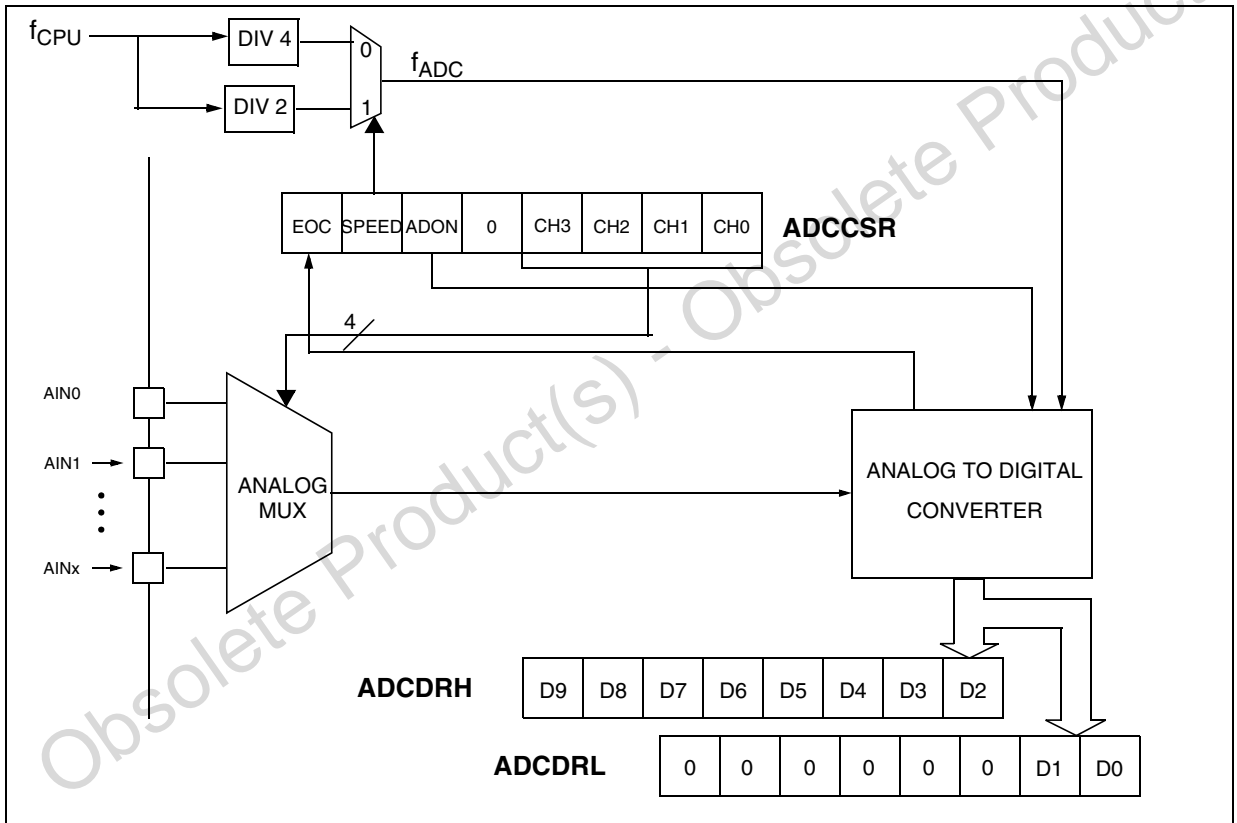 fCPU
DIV 4
0
fADC
DIV 2
1
EOC SPEED ADON 0 CH3 CH2 CH1 CH0 ADCCSR
4
AIN0
AIN1
AINx
ANALOG
MUX
ANALOG TO DIGITAL
CONVERTER
ADCDRH D9 D8 D7 D6 D5 D4 D3 D2
ADCDRL 0 0 0 0 0 0 D1 D0
Obsolete Product(s) - Obsolete Product(